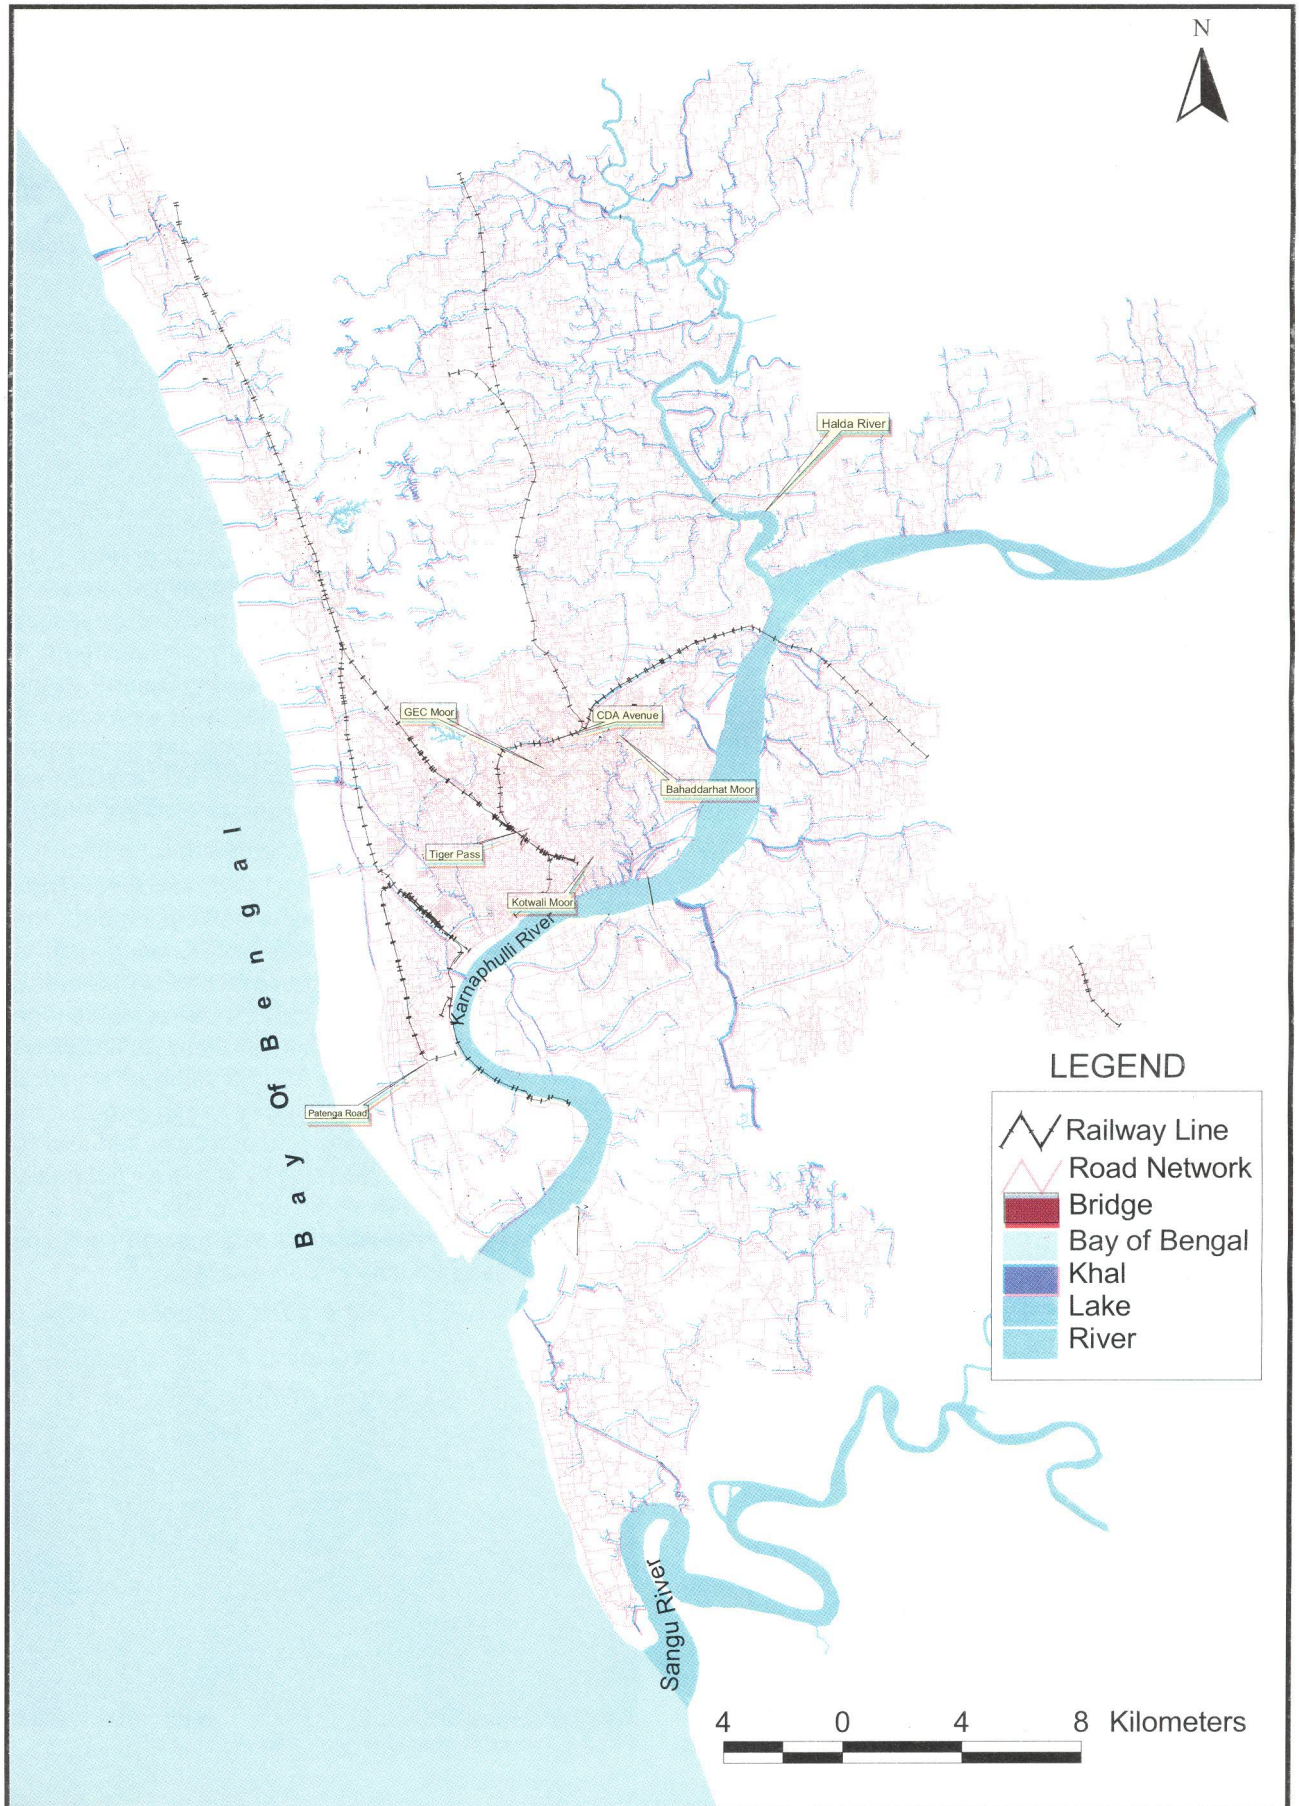 N
Halda River
GEC Moor
CDA Avenue
Bahaddarhat Moor
Tiger Pass
Kotwali Moor
Karnaphulli River
Bay Of Bengal
Patenga Road
LEGEND
Railway Line
Road Network
Bridge
Bay of Bengal
Khal
Lake
River
Sangu River
4 0 4 8 Kilometers